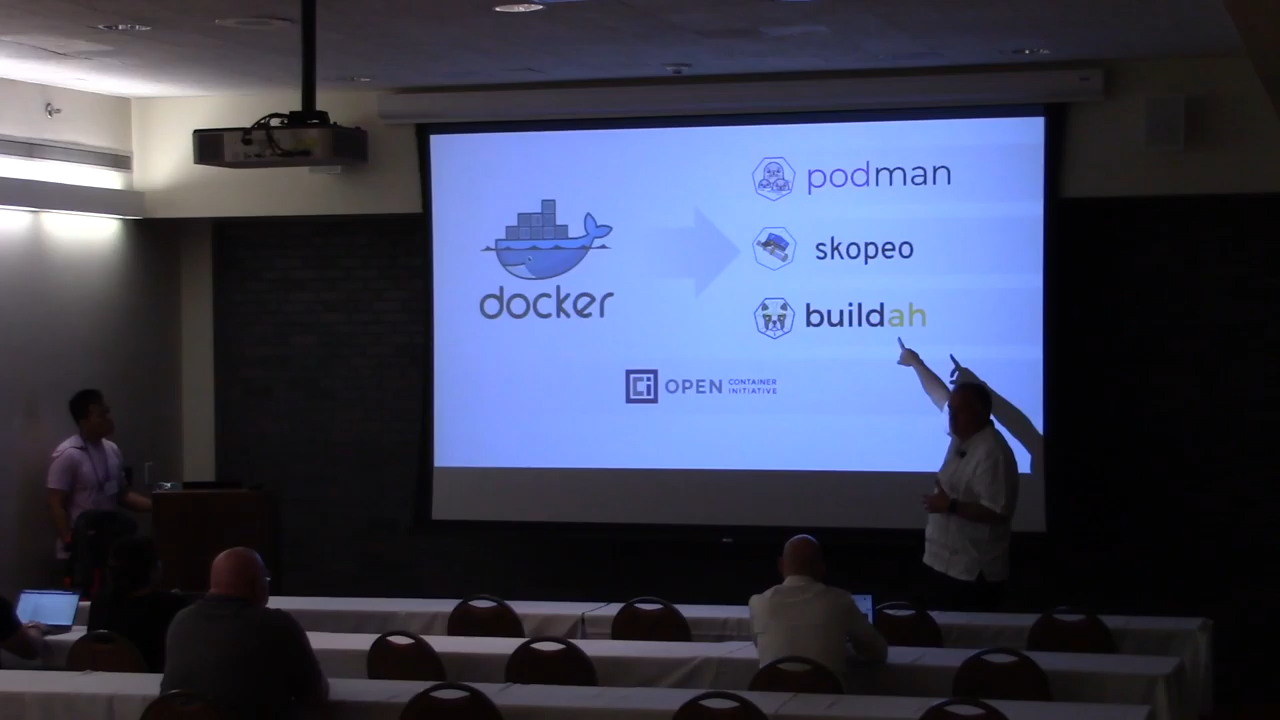 docker
podman
skopeo
buildah
OPEN CONTAINER
INITIATIVE